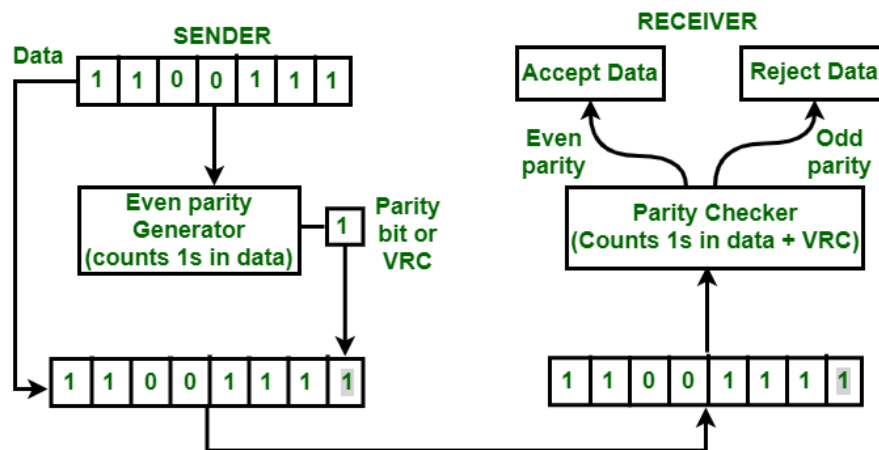 SENDER
Data
1 1 0 0 1 1 1
Even parity
Generator
(counts 1s in data)
1
Parity
bit or
VRC
1 1 0 0 1 1 1 1
RECEIVER
Accept Data
Reject Data
Even
parity
Odd
parity
Parity Checker
(Counts 1s in data + VRC)
1 1 0 0 1 1 1 1